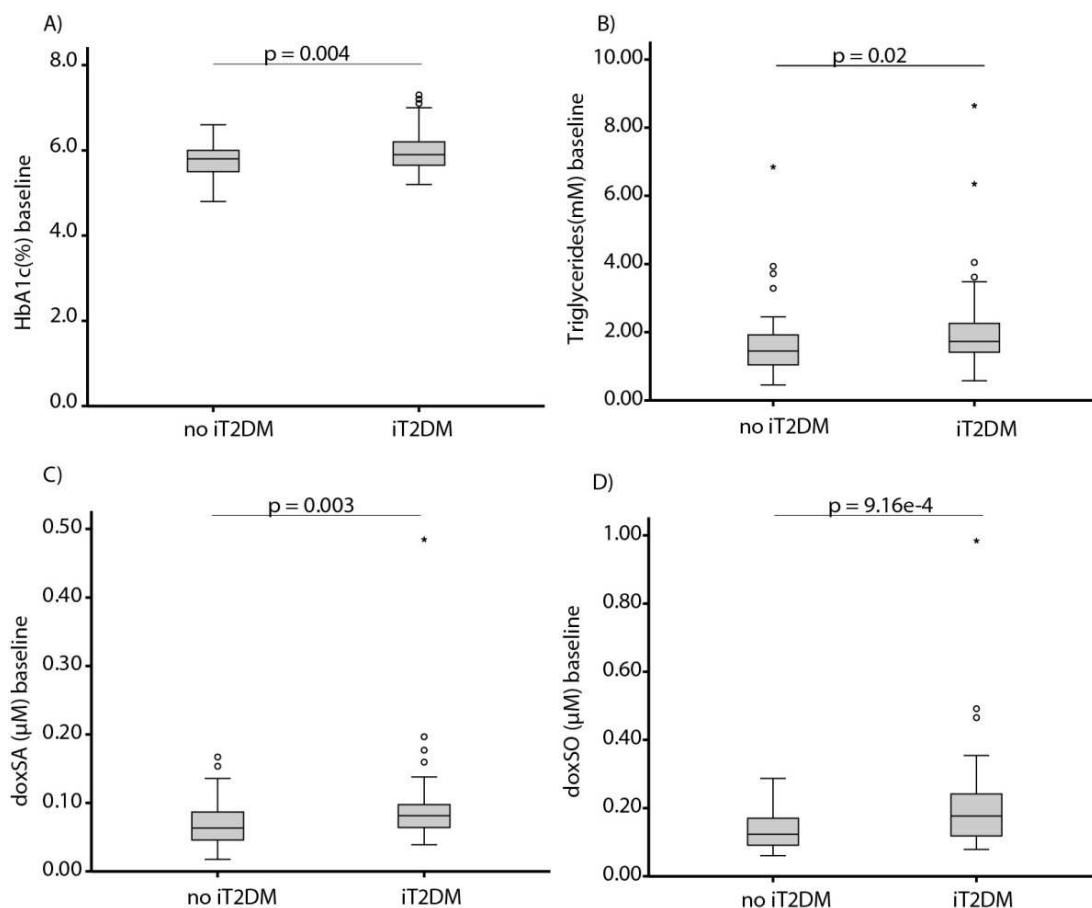 A)
p = 0.004
8.0
6.0
4.0
2.0
0.0
HbA1c(%) baseline
no iT2DM
iT2DM
B)
p = 0.02
10.00
8.00
6.00
4.00
2.00
0.00
Triglycerides(mM) baseline
no iT2DM
iT2DM
C)
p = 0.003
0.50
0.40
0.30
0.20
0.10
0.00
doxSA (µM) baseline
no iT2DM
iT2DM
D)
p = 9.16e-4
1.00
0.80
0.60
0.40
0.20
0.00
doxSO (µM) baseline
no iT2DM
iT2DM